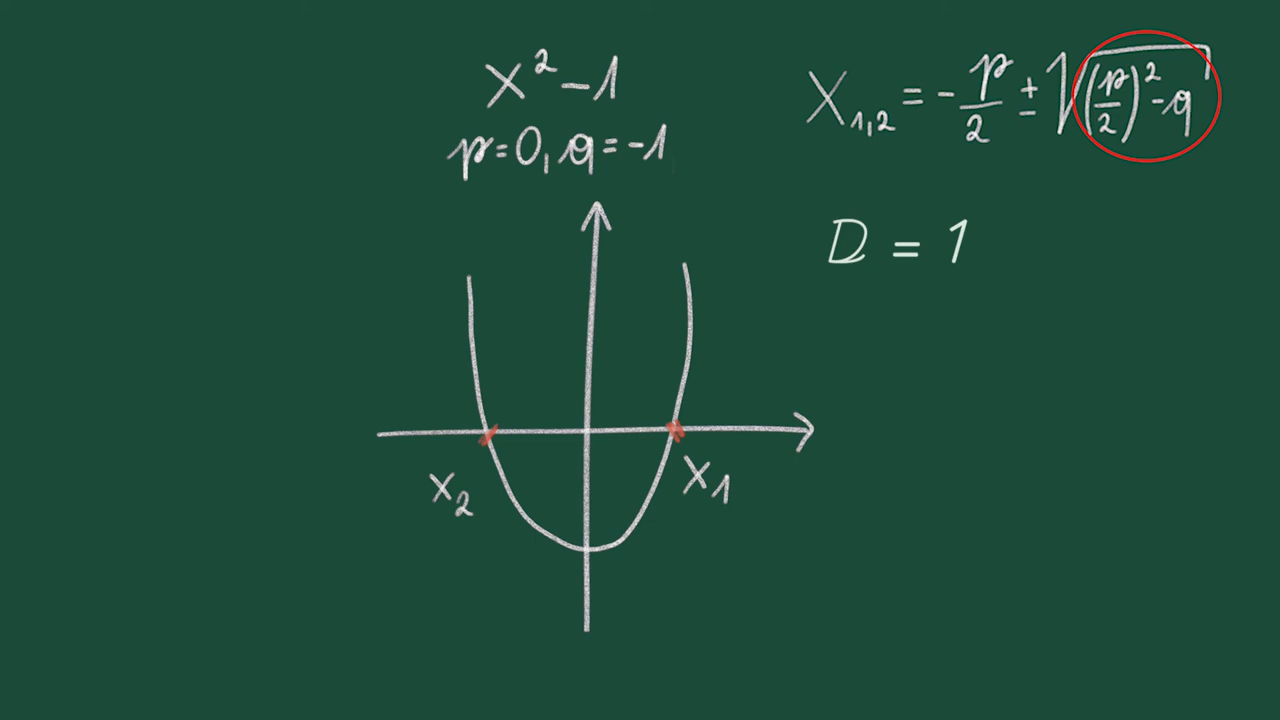 x² − 1
p = 0, q = −1
x₁,₂ = −p/2 ± √((p/2)² − q)
D = 1
x₂
x₁